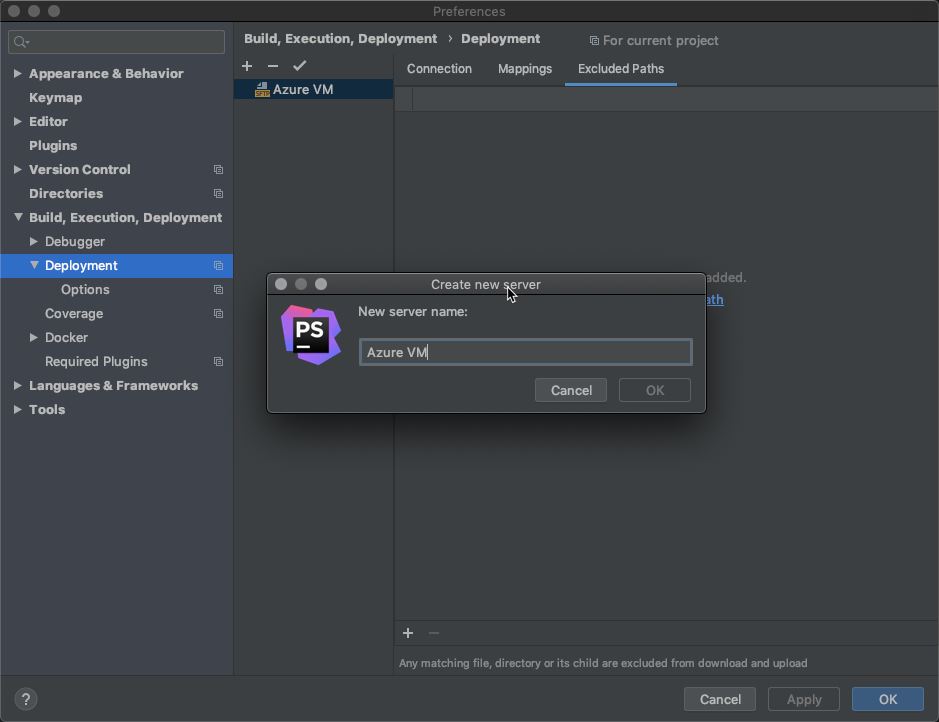 Preferences
Build, Execution, Deployment › Deployment
For current project
Appearance & Behavior
Keymap
Editor
Plugins
Version Control
Directories
Build, Execution, Deployment
Debugger
Deployment
Options
Coverage
Docker
Required Plugins
Languages & Frameworks
Tools
SFTP Azure VM
Connection Mappings Excluded Paths
added.
Create new server
PS
New server name:
Azure VM
Cancel OK
Any matching file, directory or its child are excluded from download and upload
? Cancel Apply OK